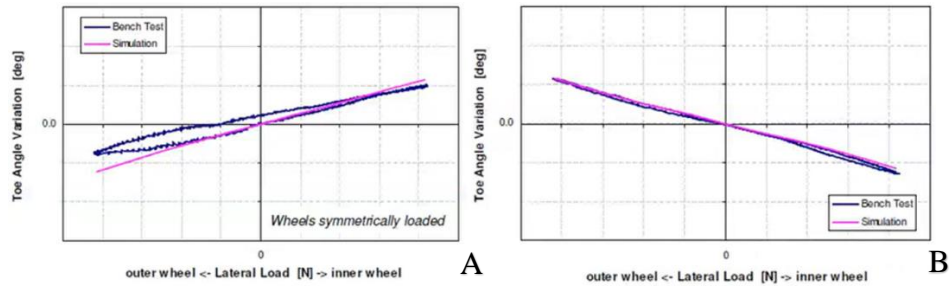 Bench Test
Simulation
Toe Angle Variation [deg]
0.0
Wheels symmetrically loaded
0
outer wheel <- Lateral Load [N] -> inner wheel
A
Toe Angle Variation [deg]
0.0
Bench Test
Simulation
0
outer wheel <- Lateral Load [N] -> inner wheel
B